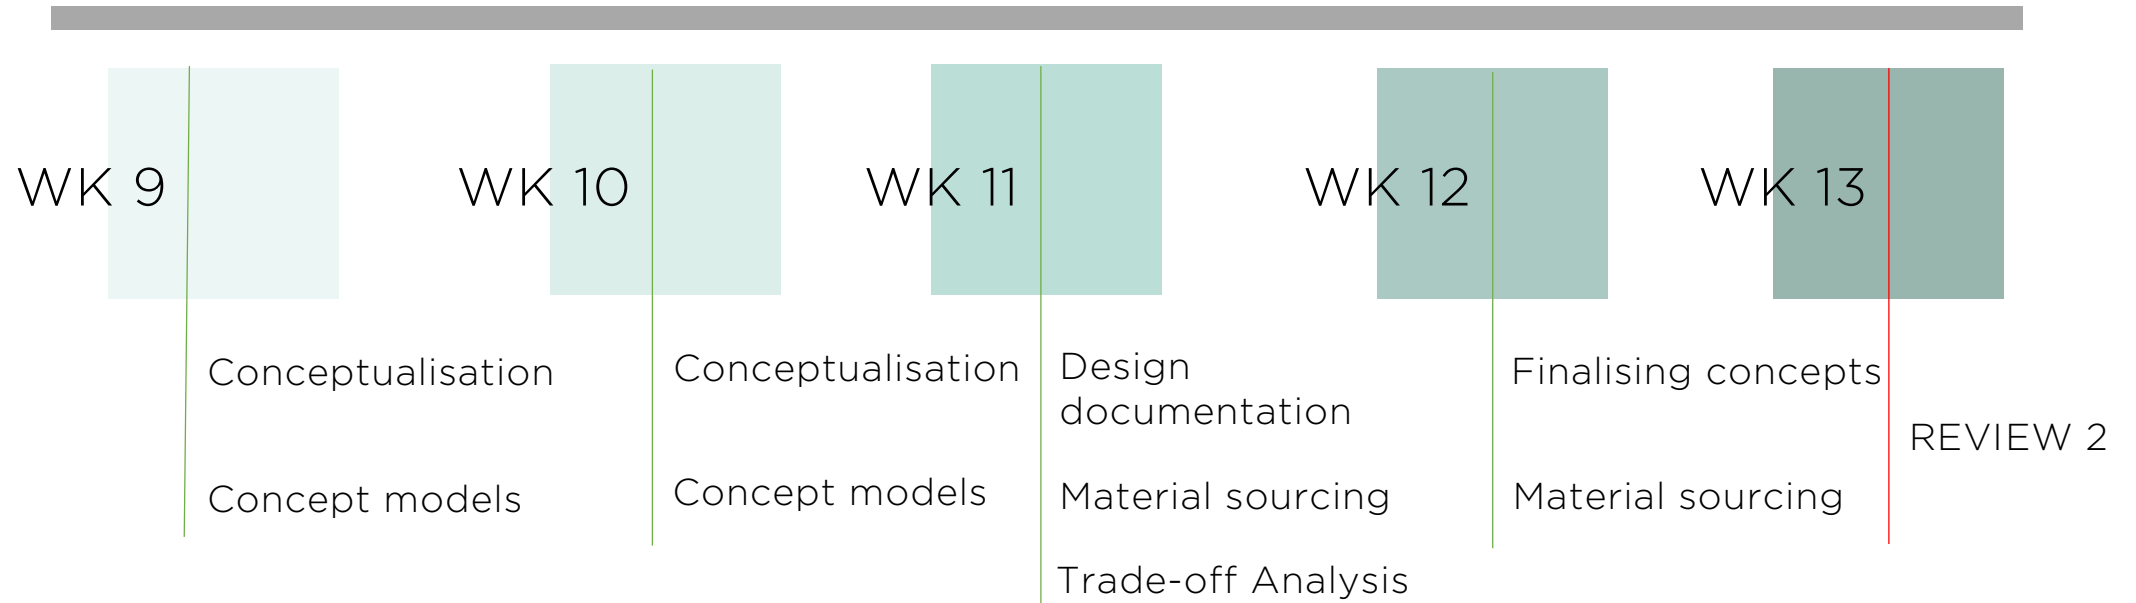 WK 9
WK 10
WK 11
WK 12
WK 13
Conceptualisation
Concept models
Conceptualisation
Concept models
Design
documentation
Material sourcing
Trade-off Analysis
Finalising concepts
Material sourcing
REVIEW 2